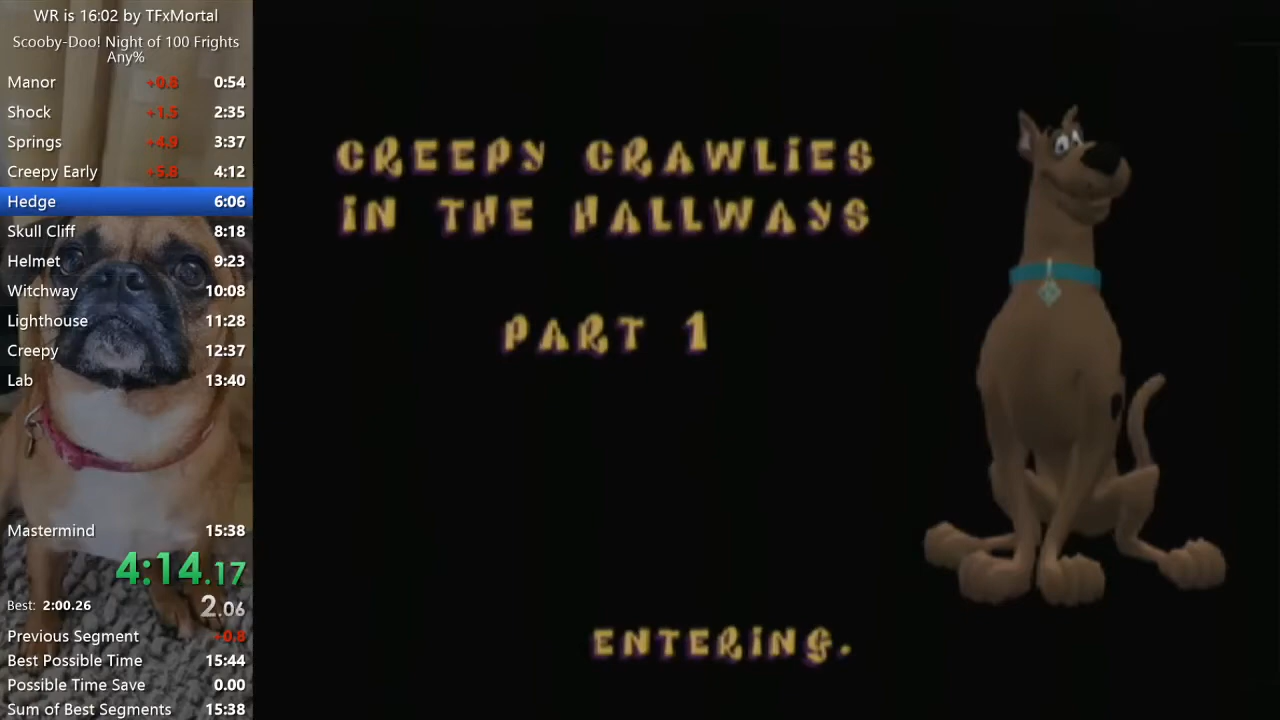 WR is 16:02 by TFxMortal
Scooby-Doo! Night of 100 Frights
Any%
Manor +0.8 0:54
Shock +1.5 2:35
Springs +4.9 3:37
Creepy Early +5.8 4:12
Hedge 6:06
Skull Cliff 8:18
Helmet 9:23
Witchway 10:08
Lighthouse 11:28
Creepy 12:37
Lab 13:40
Mastermind 15:38
4:14.17
Best: 2:00.26 2.06
Previous Segment +0.8
Best Possible Time 15:44
Possible Time Save 0.00
Sum of Best Segments 15:38
CREEPY CRAWLIES
IN THE HALLWAYS
PART 1
ENTERING.